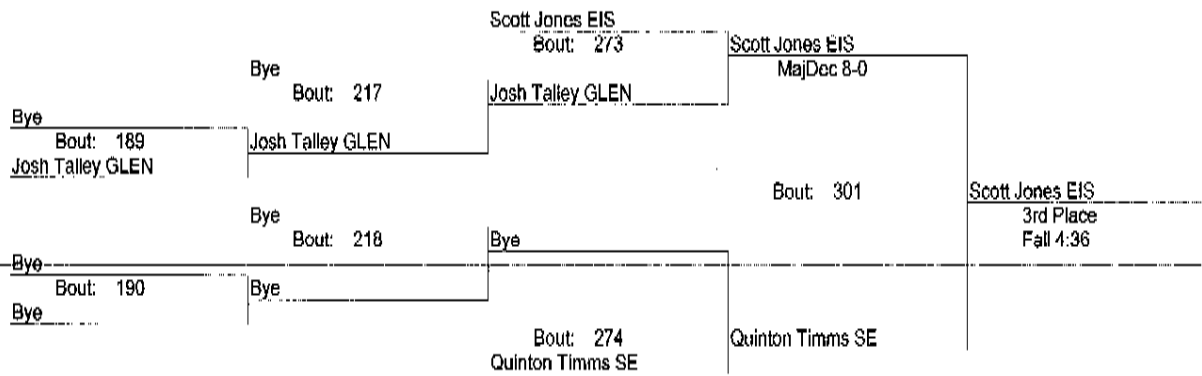 Scott Jones EIS
Bout: 273
Scott Jones EIS
MajDec 8-0
Bye
Bout: 217
Josh Talley GLEN
Bye
Bout: 189
Josh Talley GLEN
Josh Talley GLEN
Bout: 301
Scott Jones EIS
3rd Place
Fall 4:36
Bye
Bout: 218
Bye
Bye
Bout: 190
Bye
Bye
Bout: 274
Quinton Timms SE
Quinton Timms SE